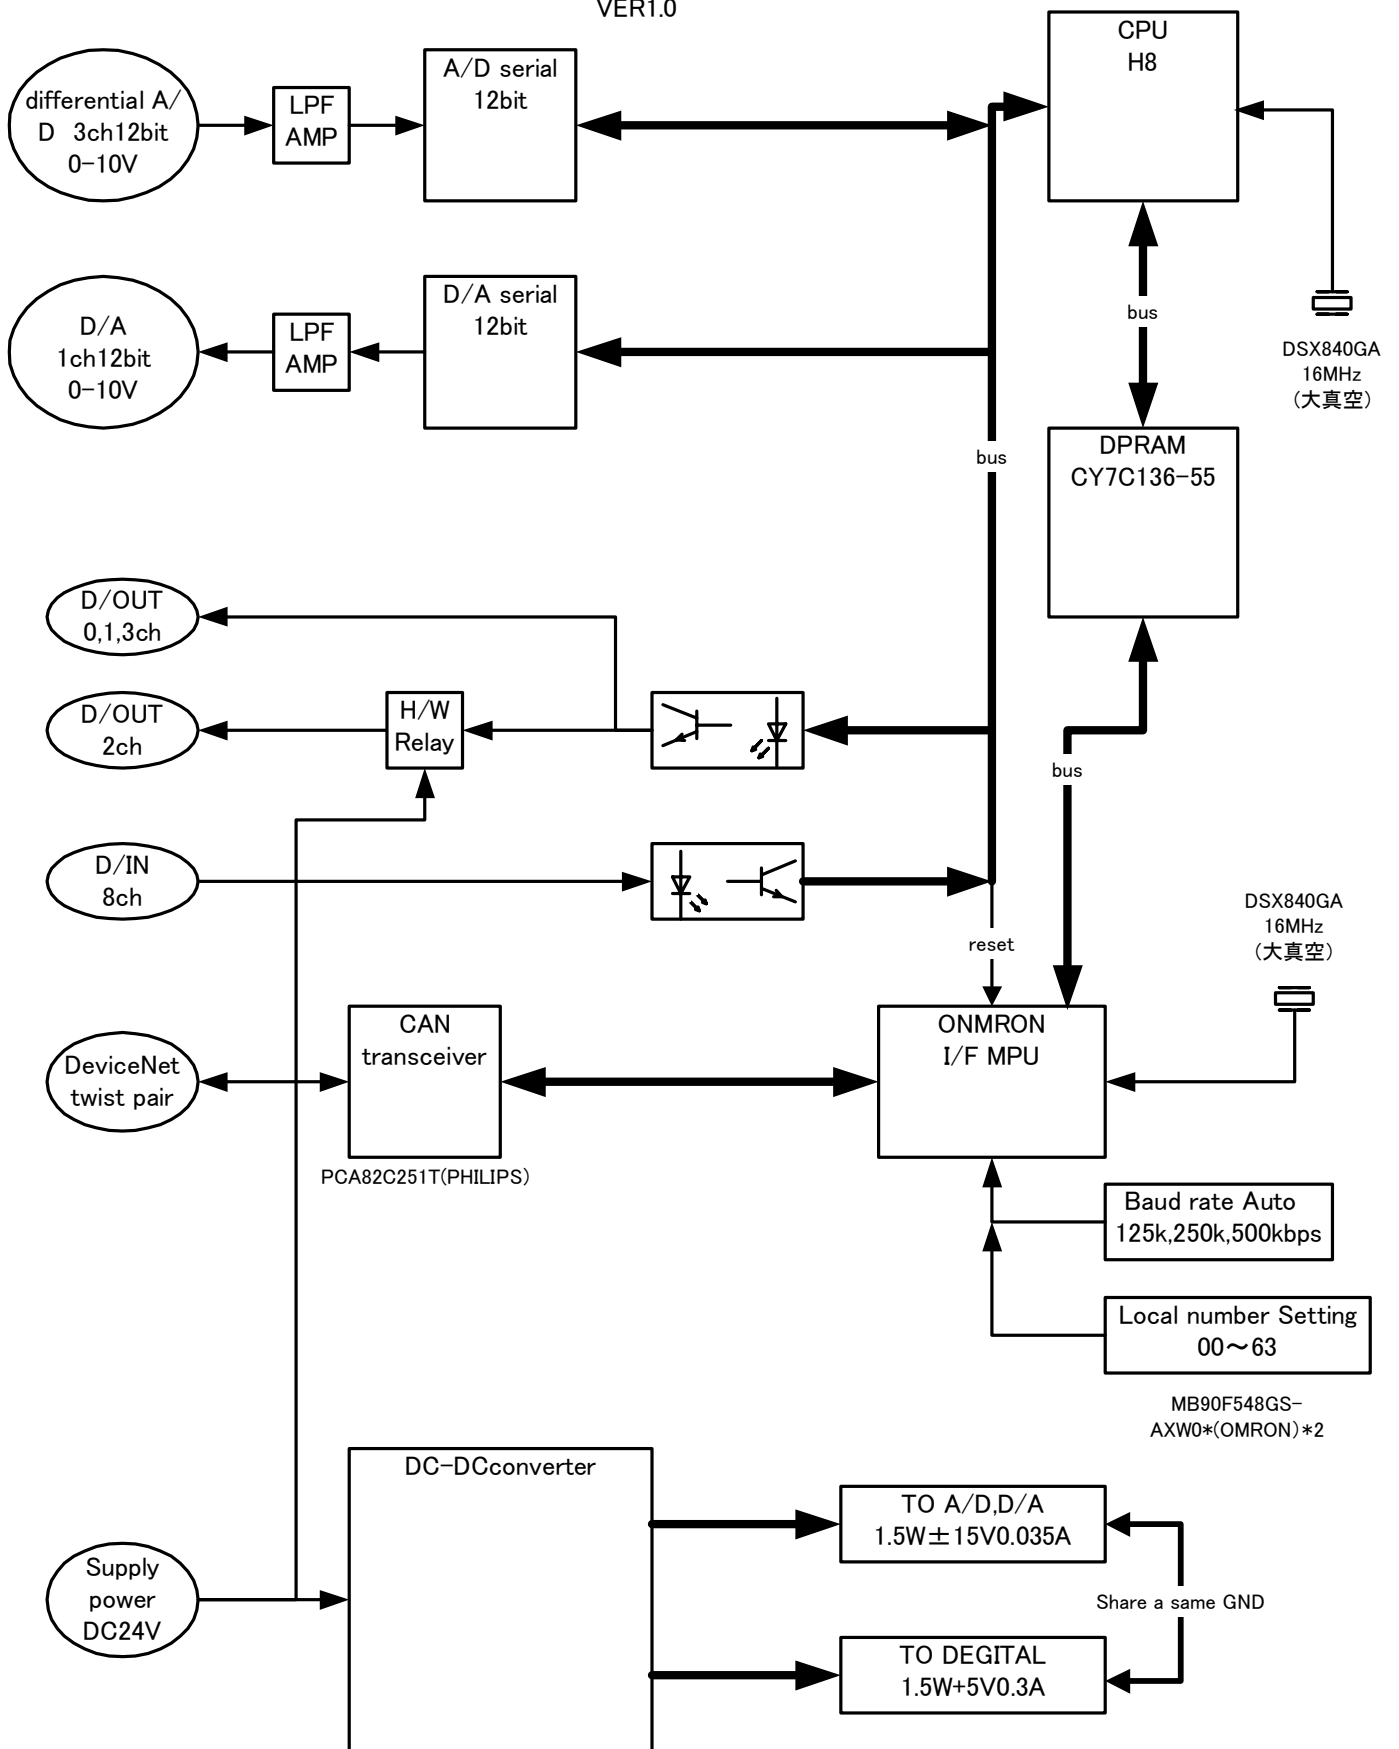 VER1.0
CPU
H8
A/D serial
12bit
differential A/
D 3ch12bit
0-10V
LPF
AMP
D/A serial
12bit
D/A
1ch12bit
0-10V
LPF
AMP
bus
DSX840GA
16MHz
(大真空)
DPRAM
CY7C136-55
bus
D/OUT
0,1,3ch
D/OUT
2ch
H/W
Relay
bus
D/IN
8ch
DSX840GA
16MHz
(大真空)
reset
CAN
transceiver
ONMRON
I/F MPU
DeviceNet
twist pair
PCA82C251T(PHILIPS)
Baud rate Auto
125k,250k,500kbps
Local number Setting
00～63
MB90F548GS-
AXW0*(OMRON)*2
DC-DCconverter
TO A/D,D/A
1.5W±15V0.035A
Supply
power
DC24V
Share a same GND
TO DEGITAL
1.5W+5V0.3A